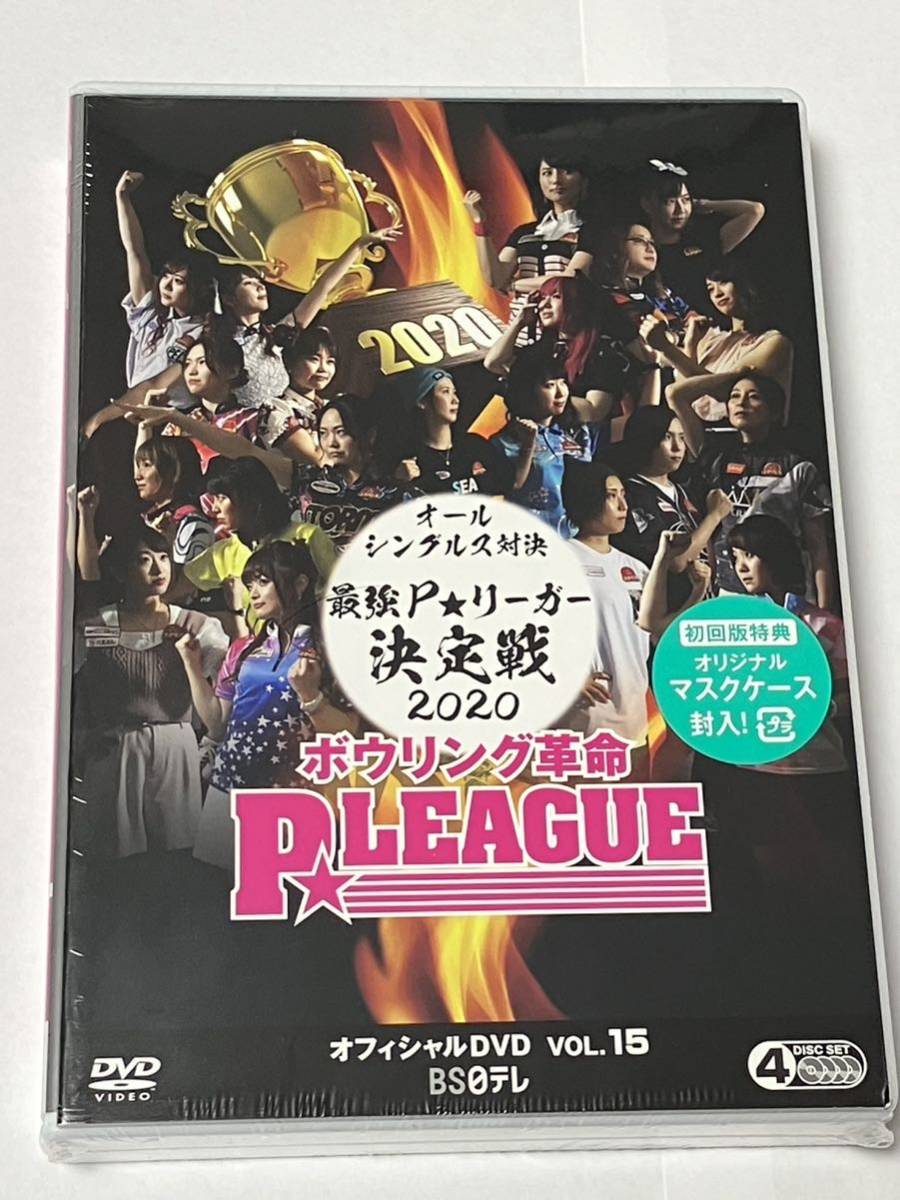 2020
SEA
オール
シングルス対決
最強P★リーガー
決定戦
2020
初回版特典
オリジナル
マスクケース
封入!
プラ
ボウリング革命
P★LEAGUE
オフィシャルDVD VOL.15
BS日テレ
DVD
VIDEO
4 DISC SET